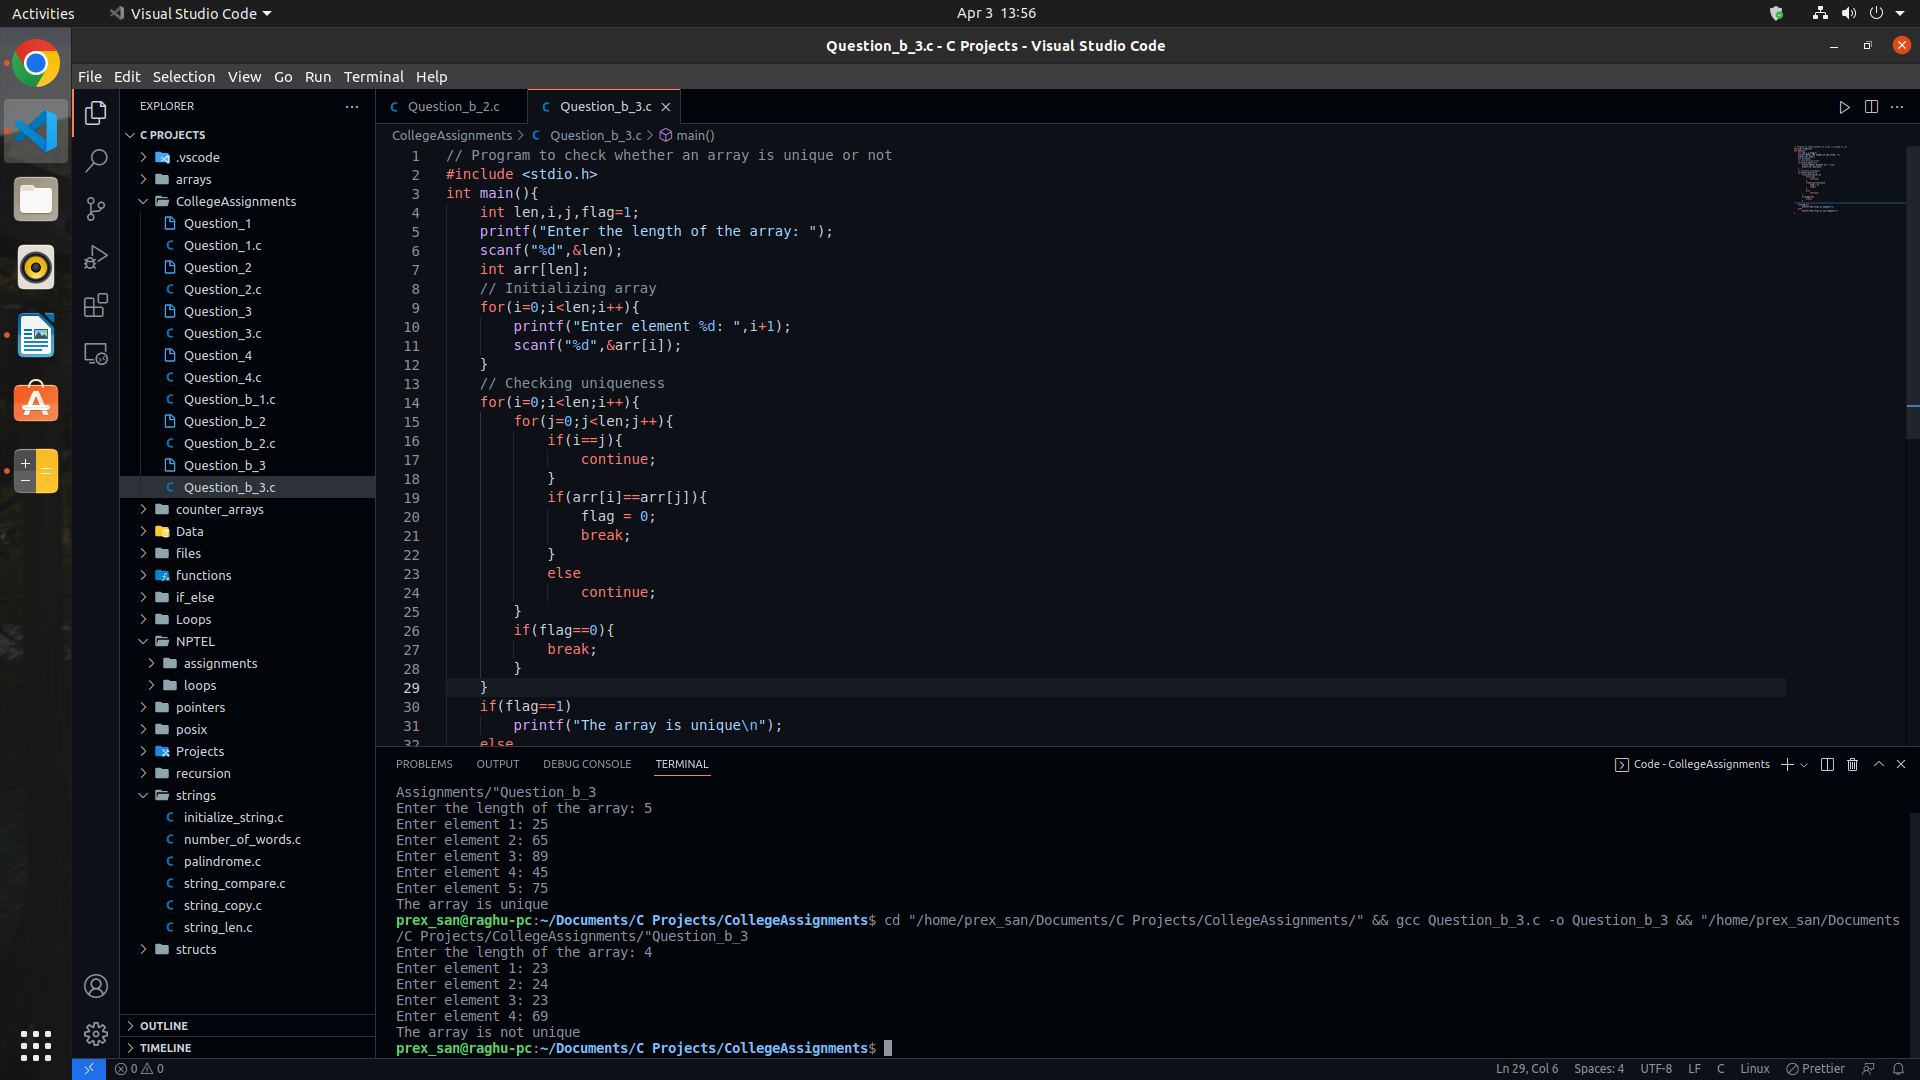 Activities
Visual Studio Code
Apr 3 13:56
Question_b_3.c - C Projects - Visual Studio Code
File Edit Selection View Go Run Terminal Help
EXPLORER
C PROJECTS
.vscode
arrays
CollegeAssignments
Question_1
C Question_1.c
Question_2
C Question_2.c
Question_3
C Question_3.c
Question_4
C Question_4.c
C Question_b_1.c
Question_b_2
C Question_b_2.c
Question_b_3
C Question_b_3.c
counter_arrays
Data
files
functions
if_else
Loops
NPTEL
assignments
loops
pointers
posix
Projects
recursion
strings
C initialize_string.c
C number_of_words.c
C palindrome.c
C string_compare.c
C string_copy.c
C string_len.c
structs
OUTLINE
TIMELINE
C Question_b_2.c
C Question_b_3.c
CollegeAssignments > C Question_b_3.c > main()
1 // Program to check whether an array is unique or not
2 #include <stdio.h>
3 int main(){
4 int len,i,j,flag=1;
5 printf("Enter the length of the array: ");
6 scanf("%d",&len);
7 int arr[len];
8 // Initializing array
9 for(i=0;i<len;i++){
10 printf("Enter element %d: ",i+1);
11 scanf("%d",&arr[i]);
12 }
13 // Checking uniqueness
14 for(i=0;i<len;i++){
15 for(j=0;j<len;j++){
16 if(i==j){
17 continue;
18 }
19 if(arr[i]==arr[j]){
20 flag = 0;
21 break;
22 }
23 else
24 continue;
25 }
26 if(flag==0){
27 break;
28 }
29 }
30 if(flag==1)
31 printf("The array is unique\n");
32 else
PROBLEMS OUTPUT DEBUG CONSOLE TERMINAL
Code - CollegeAssignments
Assignments/"Question_b_3
Enter the length of the array: 5
Enter element 1: 25
Enter element 2: 65
Enter element 3: 89
Enter element 4: 45
Enter element 5: 75
The array is unique
prex_san@raghu-pc:~/Documents/C Projects/CollegeAssignments$ cd "/home/prex_san/Documents/C Projects/CollegeAssignments/" && gcc Question_b_3.c -o Question_b_3 && "/home/prex_san/Documents
/C Projects/CollegeAssignments/"Question_b_3
Enter the length of the array: 4
Enter element 1: 23
Enter element 2: 24
Enter element 3: 23
Enter element 4: 69
The array is not unique
prex_san@raghu-pc:~/Documents/C Projects/CollegeAssignments$
0 0
Ln 29, Col 6 Spaces: 4 UTF-8 LF C Linux Prettier